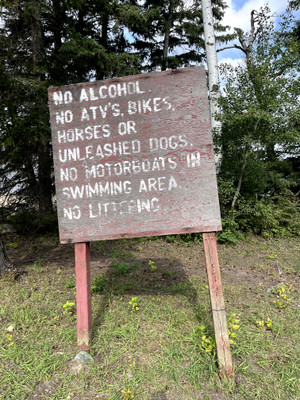 NO ALCOHOL
NO ATV'S, BIKES,
HORSES OR
UNLEASHED DOGS.
NO MOTORBOATS IN
SWIMMING AREA.
NO LITTERING